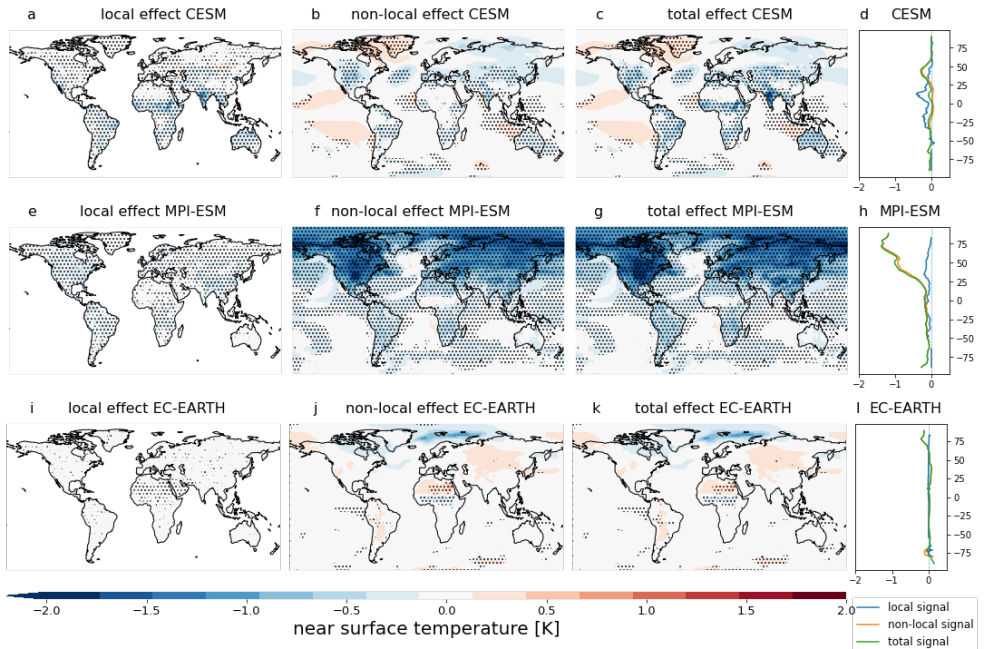 a local effect CESM b non-local effect CESM c total effect CESM d CESM
75
50
25
0
−25
−50
−75
−2 −1 0
e local effect MPI-ESM f non-local effect MPI-ESM g total effect MPI-ESM h MPI-ESM
75
50
25
0
−25
−50
−75
−2 −1 0
i local effect EC-EARTH j non-local effect EC-EARTH k total effect EC-EARTH l EC-EARTH
75
50
25
0
−25
−50
−75
−2 −1 0
−2.0 −1.5 −1.0 −0.5 0.0 0.5 1.0 1.5 2.0
near surface temperature [K]
local signal
non-local signal
total signal